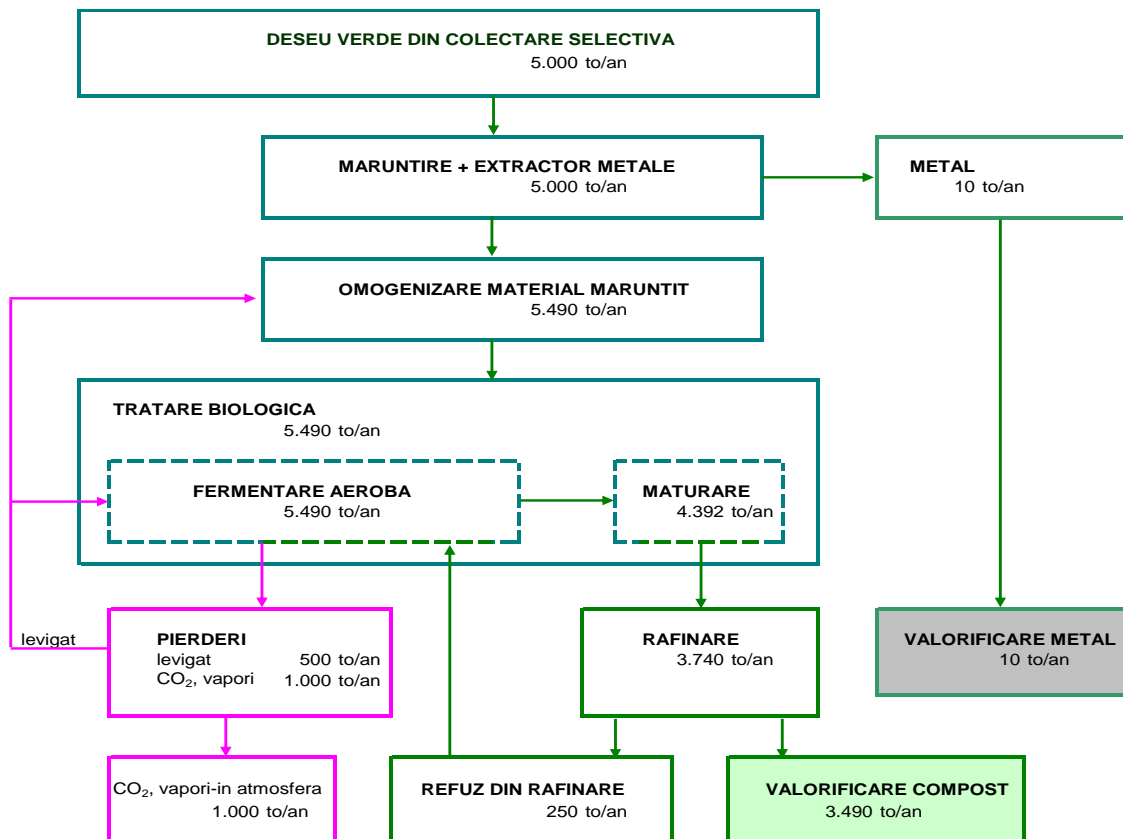 DESEU VERDE DIN COLECTARE SELECTIVA
5.000 to/an
MARUNTIRE + EXTRACTOR METALE
5.000 to/an
METAL
10 to/an
OMOGENIZARE MATERIAL MARUNTIT
5.490 to/an
TRATARE BIOLOGICA
5.490 to/an
FERMENTARE AEROBA
5.490 to/an
MATURARE
4.392 to/an
levigat
PIERDERI
levigat 500 to/an
CO₂, vapori 1.000 to/an
RAFINARE
3.740 to/an
VALORIFICARE METAL
10 to/an
CO₂, vapori-in atmosfera
1.000 to/an
REFUZ DIN RAFINARE
250 to/an
VALORIFICARE COMPOST
3.490 to/an